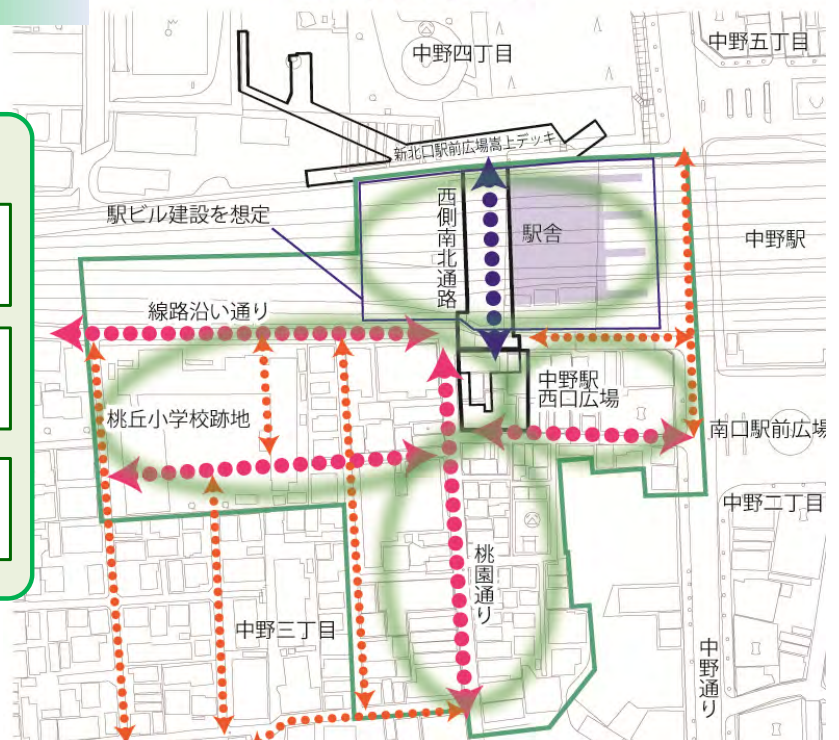 中野四丁目
中野五丁目
新北口駅前広場嵩上デッキ
駅ビル建設を想定
西側南北通路
駅舎
中野駅
線路沿い通り
中野駅
西口広場
桃丘小学校跡地
南口駅前広場
中野二丁目
桃園通り
中野三丁目
中野通り